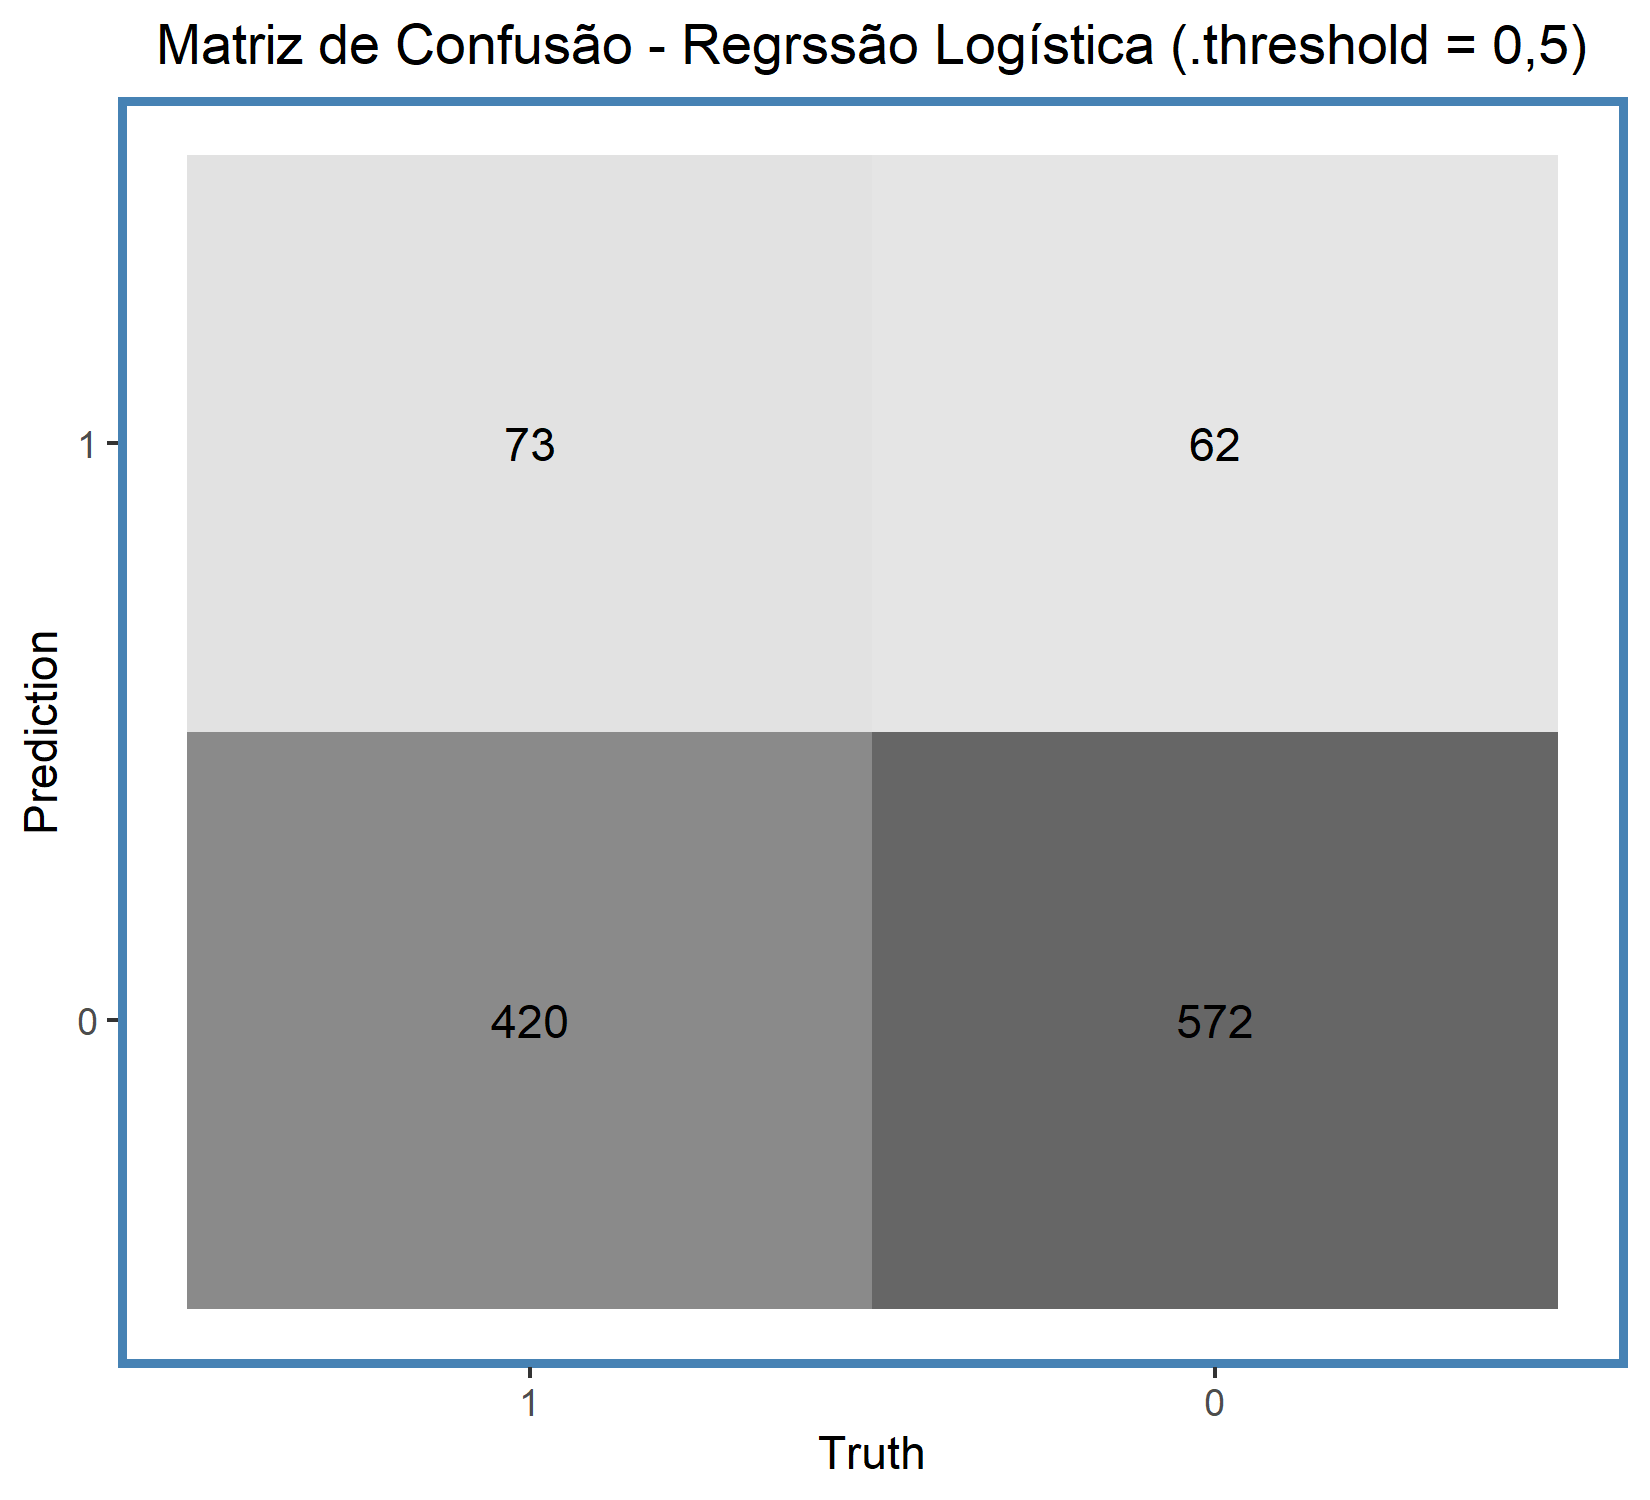 Matriz de Confusão - Regrssão Logística (.threshold = 0,5)
Prediction
1
73
62
0
420
572
1
0
Truth